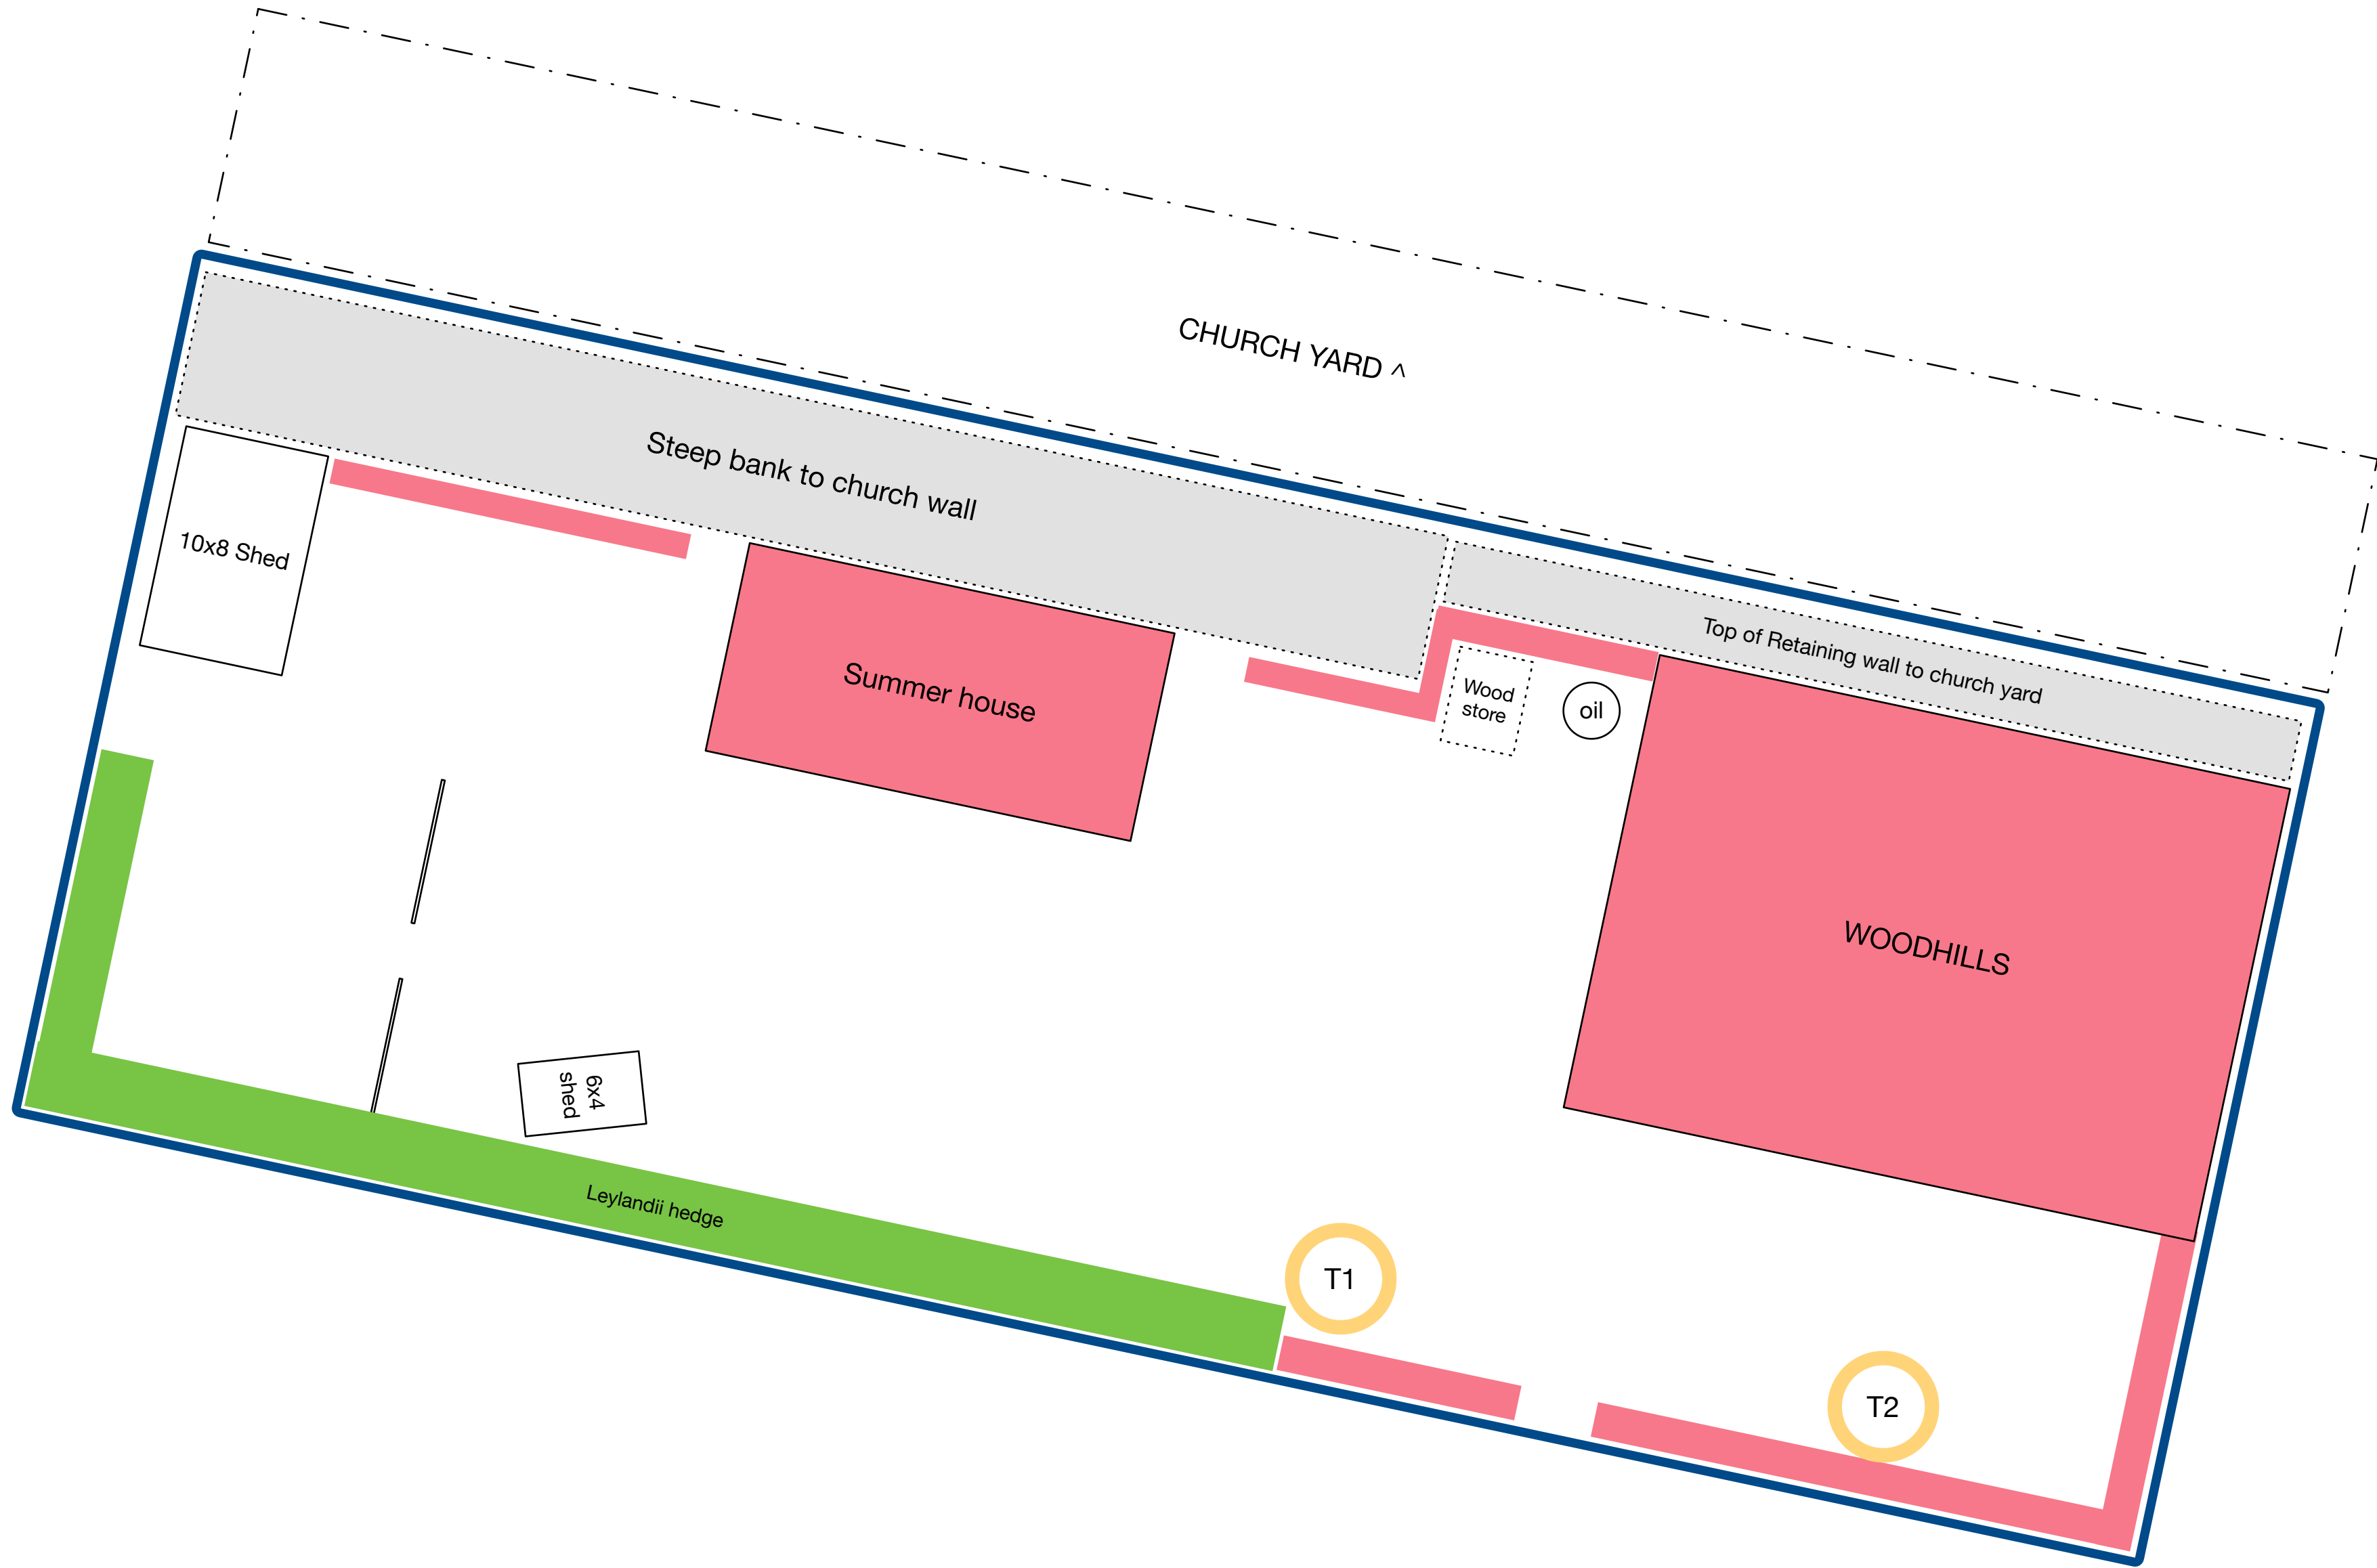 CHURCH YARD ^
Steep bank to church wall
10x8 Shed
Summer house
Top of Retaining wall to church yard
Wood
store
oil
WOODHILLS
6x4
shed
Leylandii hedge
T1
T2